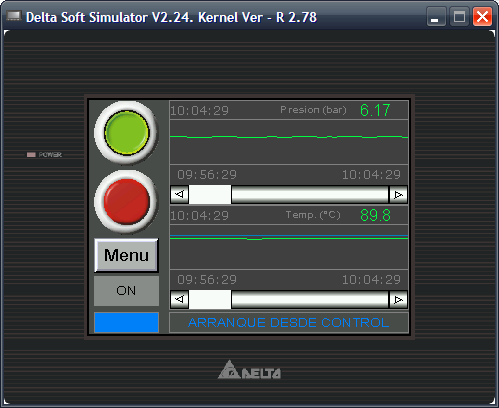 Delta Soft Simulator V2.24. Kernel Ver - R 2.78
POWER
10:04:29 Presion (bar) 6.17
09:56:29 10:04:29
10:04:29 Temp. (°C) 89.8
Menu
09:56:29 10:04:29
ON
ARRANQUE DESDE CONTROL
DELTA